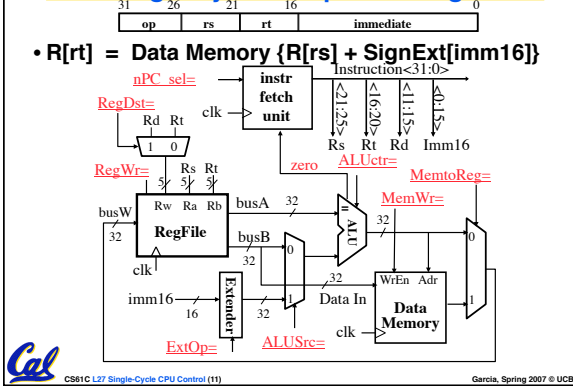 31 26 21 16 0
op rs rt immediate
• R[rt] = Data Memory {R[rs] + SignExt[imm16]}
nPC_sel=
instr fetch unit
Instruction<31:0>
<21:25>
<16:20>
<11:15>
<0:15>
clk
Rs Rt Rd Imm16
RegDst=
Rd Rt
1 0
zero
ALUctr=
RegWr=
Rs Rt
5 5 5
MemtoReg=
MemWr=
busW
32
Rw Ra Rb
RegFile
busA
32
busB
32
=
ALU
32
0
1
clk
0
1
32
Data In
WrEn Adr
Data Memory
clk
imm16
16
Extender
32
ExtOp=
ALUSrc=
Cal
CS61C L27 Single-Cycle CPU Control (11)
Garcia, Spring 2007 © UCB